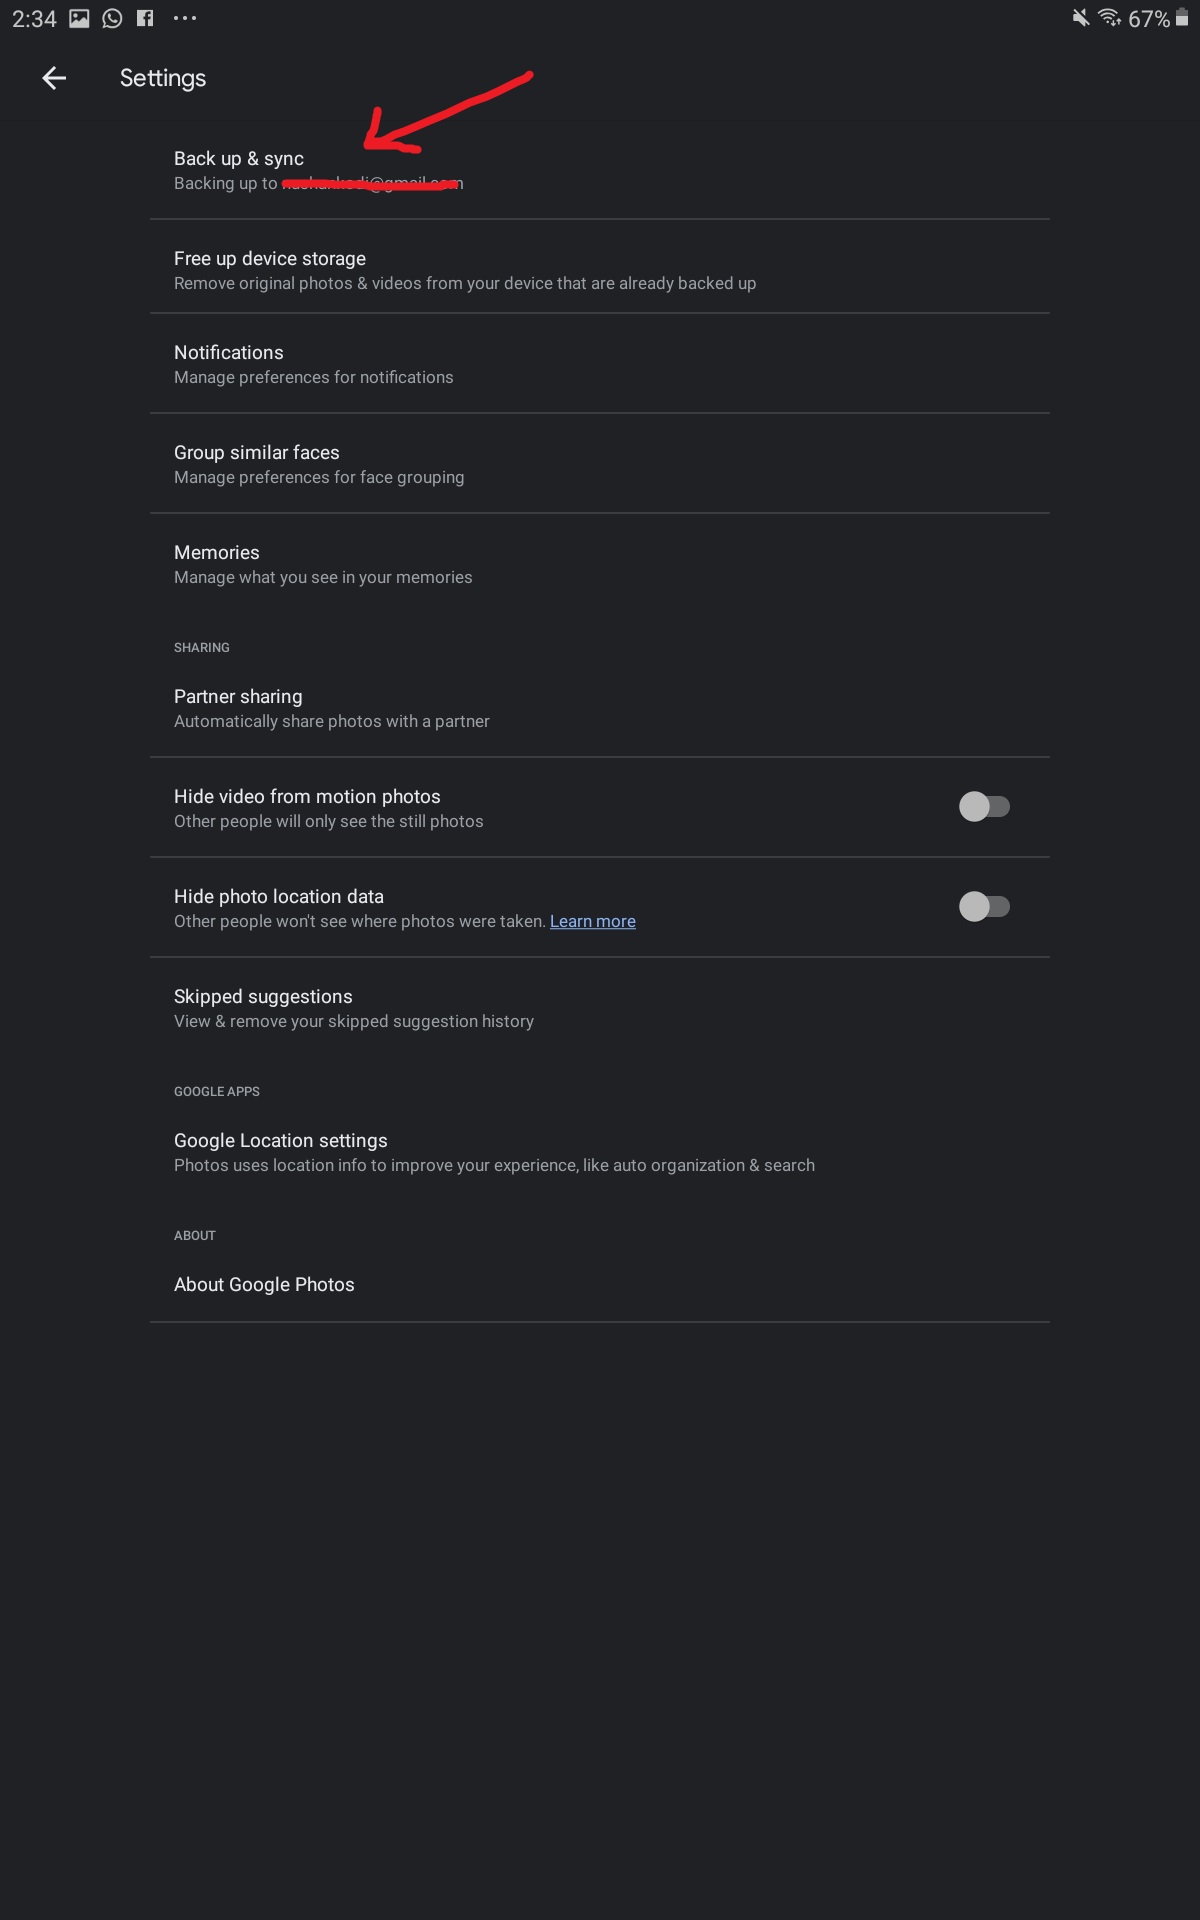 2:34
67%
Settings
Back up & sync
Backing up to
Free up device storage
Remove original photos & videos from your device that are already backed up
Notifications
Manage preferences for notifications
Group similar faces
Manage preferences for face grouping
Memories
Manage what you see in your memories
SHARING
Partner sharing
Automatically share photos with a partner
Hide video from motion photos
Other people will only see the still photos
Hide photo location data
Other people won't see where photos were taken. Learn more
Skipped suggestions
View & remove your skipped suggestion history
GOOGLE APPS
Google Location settings
Photos uses location info to improve your experience, like auto organization & search
ABOUT
About Google Photos